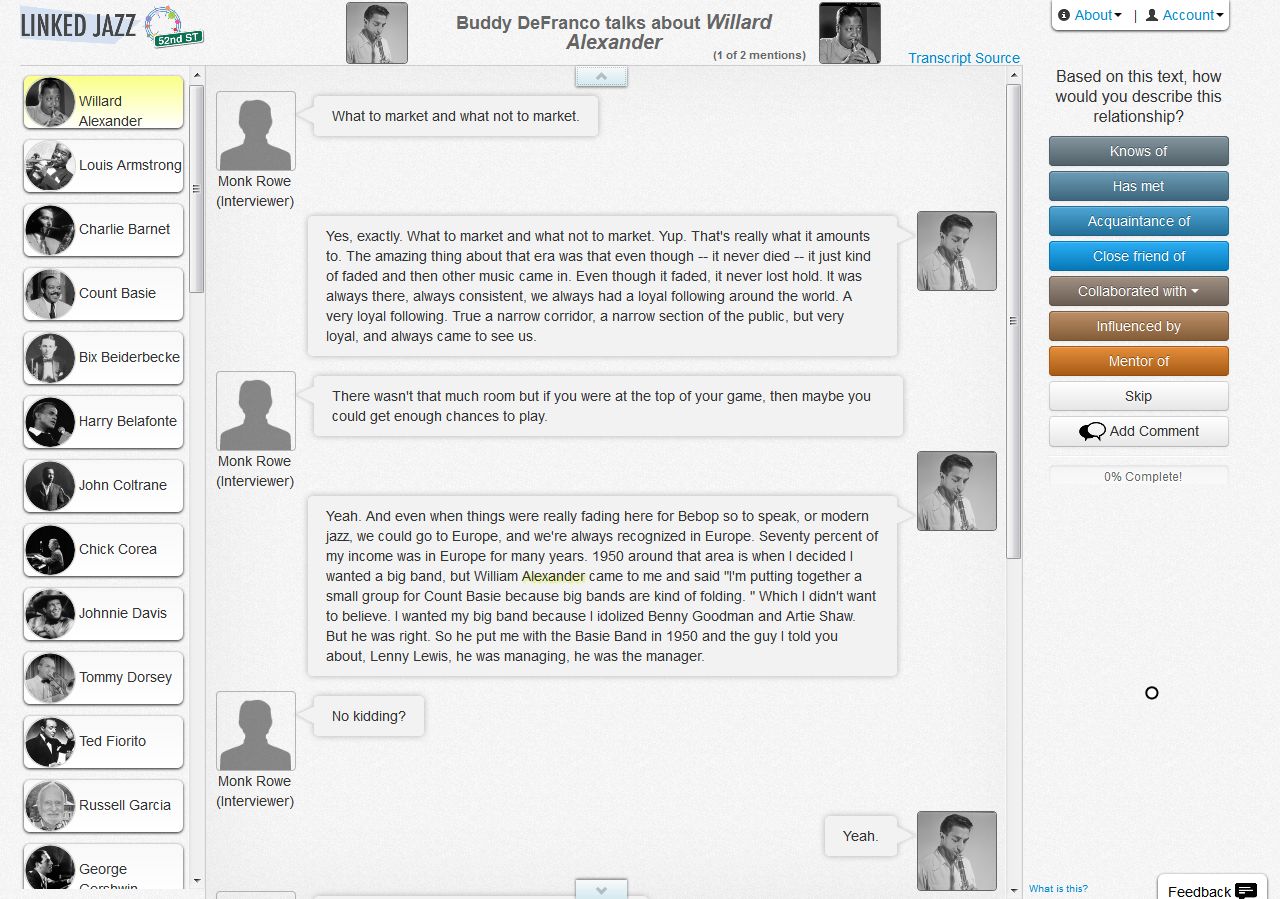 LINKED JAZZ
52nd ST
Buddy DeFranco talks about Willard
Alexander
(1 of 2 mentions)
Transcript Source
About | Account
Willard
Alexander
Louis Armstrong
Charlie Barnet
Count Basie
Bix Beiderbecke
Harry Belafonte
John Coltrane
Chick Corea
Johnnie Davis
Tommy Dorsey
Ted Fiorito
Russell Garcia
George
Gershwin
What to market and what not to market.
Monk Rowe
(Interviewer)
Yes, exactly. What to market and what not to market. Yup. That's really what it amounts
to. The amazing thing about that era was that even though -- it never died -- it just kind
of faded and then other music came in. Even though it faded, it never lost hold. It was
always there, always consistent, we always had a loyal following around the world. A
very loyal following. True a narrow corridor, a narrow section of the public, but very
loyal, and always came to see us.
There wasn't that much room but if you were at the top of your game, then maybe you
could get enough chances to play.
Monk Rowe
(Interviewer)
Yeah. And even when things were really fading here for Bebop so to speak, or modern
jazz, we could go to Europe, and we're always recognized in Europe. Seventy percent of
my income was in Europe for many years. 1950 around that area is when I decided I
wanted a big band, but William Alexander came to me and said "I'm putting together a
small group for Count Basie because big bands are kind of folding. " Which I didn't want
to believe. I wanted my big band because I idolized Benny Goodman and Artie Shaw.
But he was right. So he put me with the Basie Band in 1950 and the guy I told you
about, Lenny Lewis, he was managing, he was the manager.
No kidding?
Monk Rowe
(Interviewer)
Yeah.
Based on this text, how
would you describe this
relationship?
Knows of
Has met
Acquaintance of
Close friend of
Collaborated with
Influenced by
Mentor of
Skip
Add Comment
0% Complete!
What is this?
Feedback